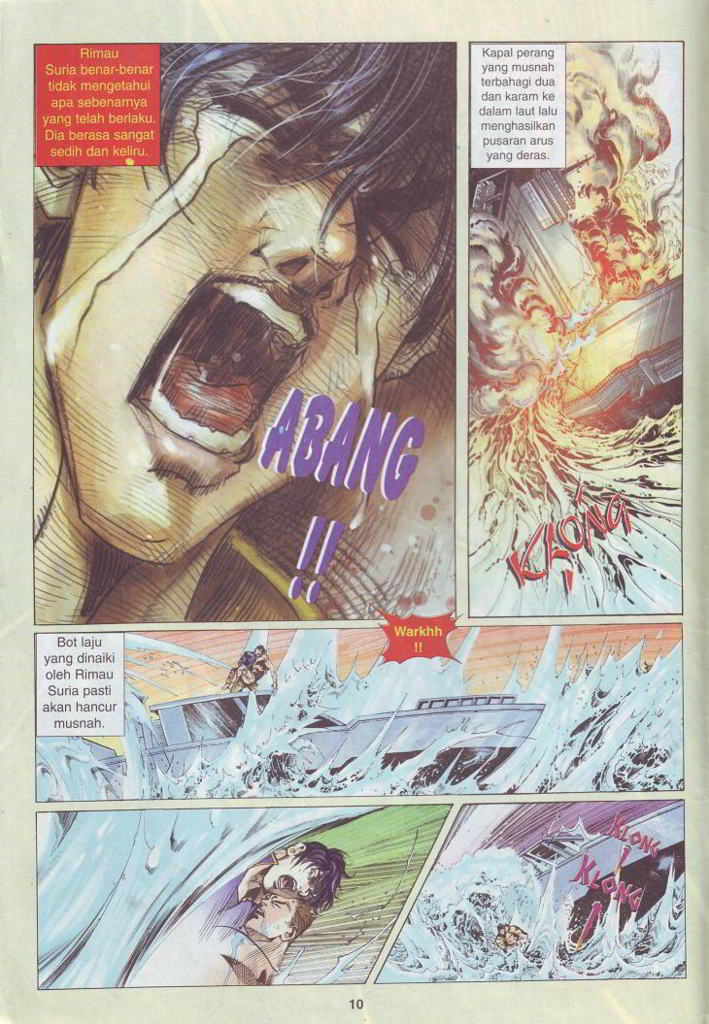 Rimau
Suria benar-benar
tidak mengetahui
apa sebenarnya
yang telah berlaku.
Dia berasa sangat
sedih dan keliru.
ABANG
!!
Kapal perang
yang musnah
terbahagi dua
dan karam ke
dalam laut lalu
menghasilkan
pusaran arus
yang deras.
KLONG
!
Bot laju
yang dinaiki
oleh Rimau
Suria pasti
akan hancur
musnah.
Warkhh
!!
KLONG
!
KLONG
!
10